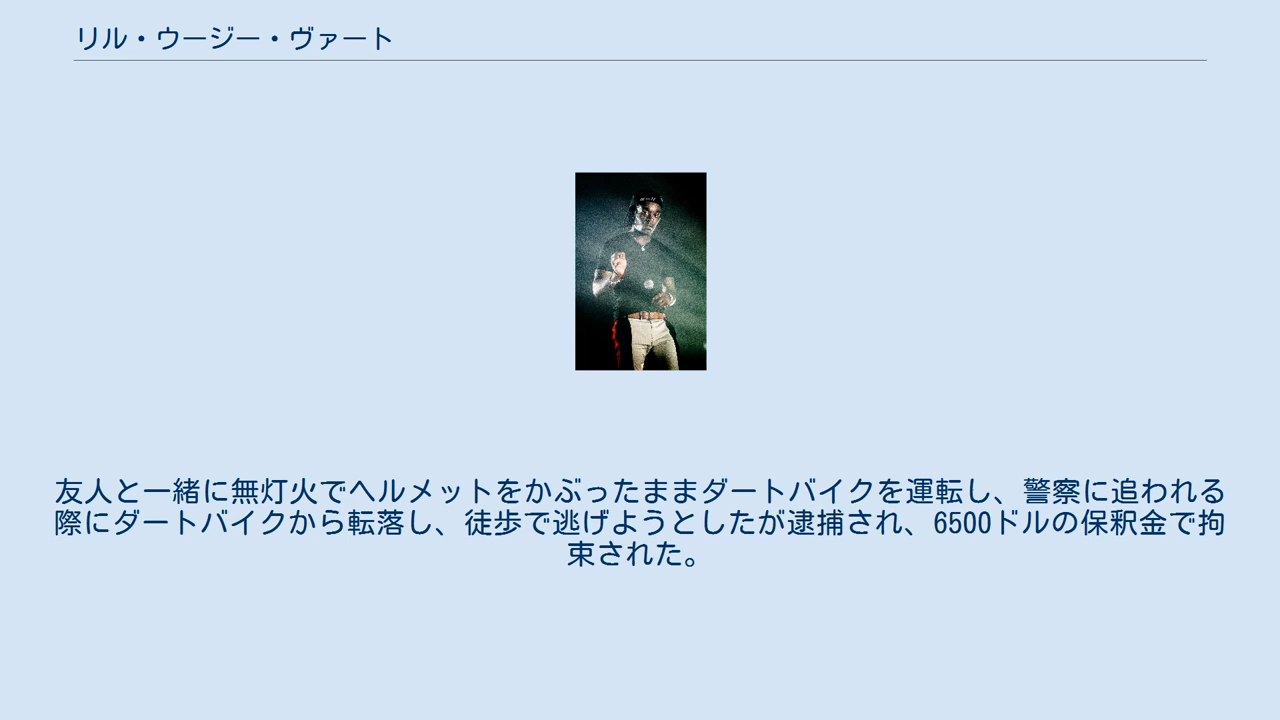 リル・ウージー・ヴァート
友人と一緒に無灯火でヘルメットをかぶったままダートバイクを運転し、警察に追われる
際にダートバイクから転落し、徒歩で逃げようとしたが逮捕され、6500ドルの保釈金で拘
束された。